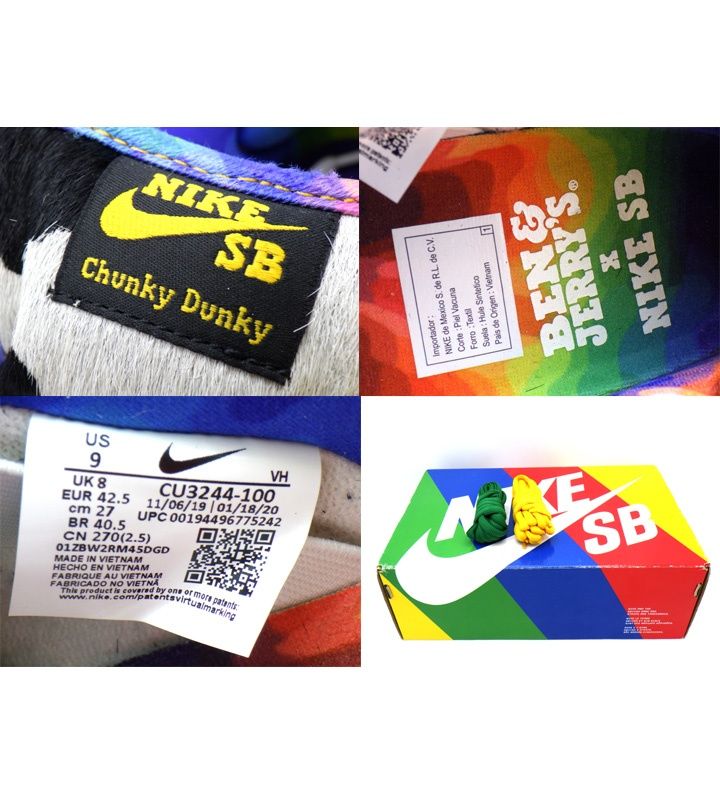 NIKE
SB
Chunky Dunky
Importador :
NIKE de Mexico S. de R.L. de C.V.
Corte : Piel Vacuna
Forro : Textil
Suela : Hule Sintetico
Pais de Origen : Vietnam
1
BEN &
JERRY'S®
x
NIKE SB
US
9
VH
UK 8
EUR 42.5
cm 27
BR 40.5
CN 270(2.5)
CU3244-100
11/06/19 01/18/20
UPC 00194496775242
01ZBW2RM45DGD
MADE IN VIETNAM
HECHO EN VIETNAM
FABRIQUE AU VIETNAM
FABRICADO NO VIETNÃ
This product is covered by one or more patents:
www.nike.com/patentsvirtualmarking
NIKE
SB